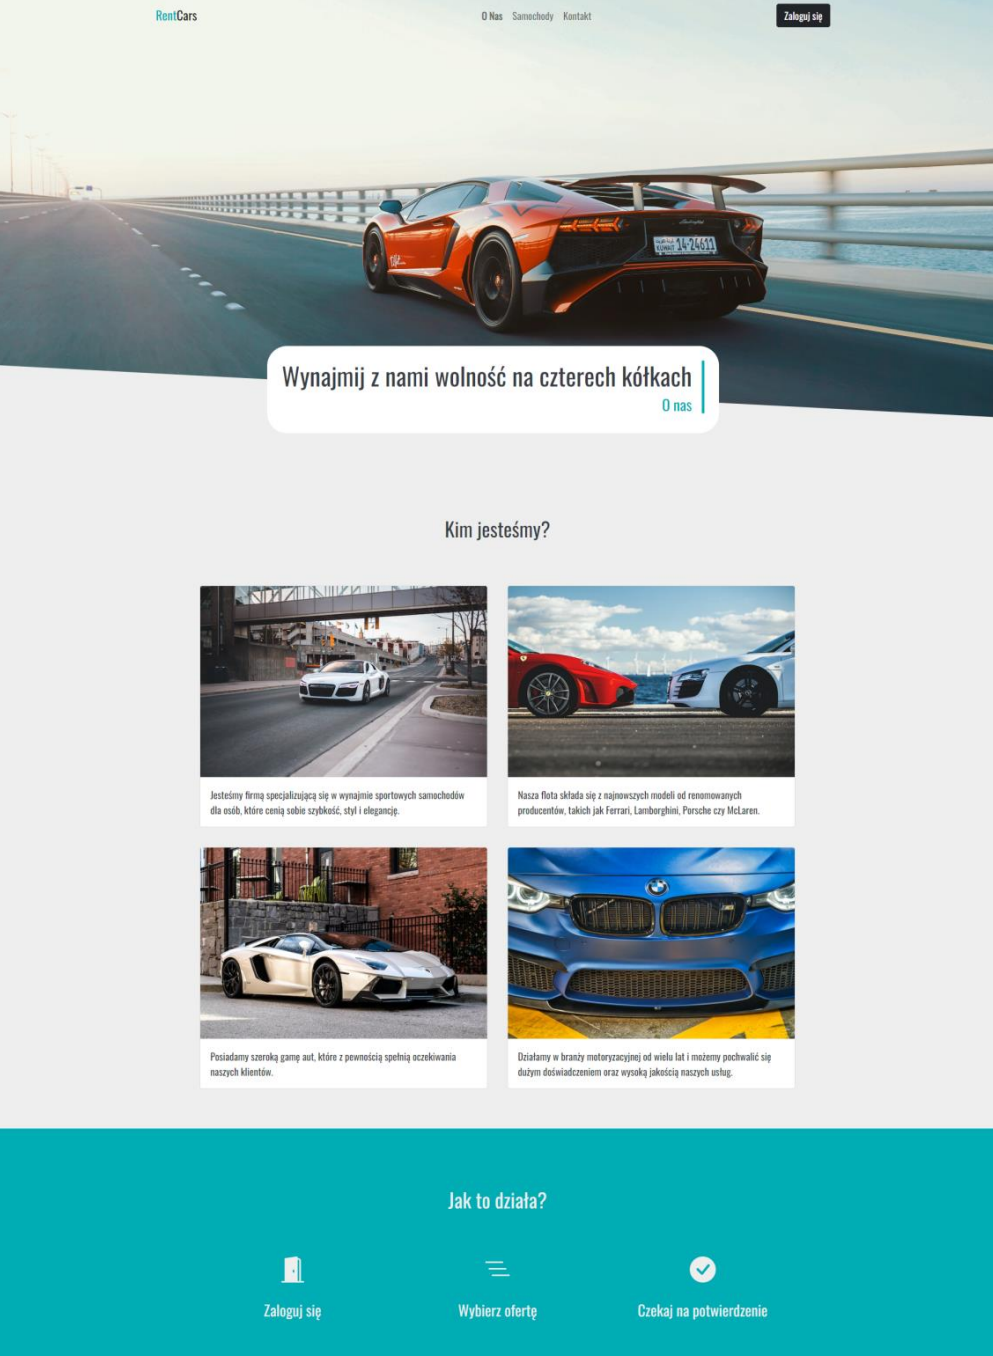 RentCars
O Nas Samochody Kontakt
Zaloguj się
KUWAIT 14-24611
Wynajmij z nami wolność na czterech kółkach
O nas
Kim jesteśmy?
Jesteśmy firmą specjalizującą się w wynajmie sportowych samochodów
dla osób, które cenią sobie szybkość, styl i elegancję.
Nasza flota składa się z najnowszych modeli od renomowanych
producentów, takich jak Ferrari, Lamborghini, Porsche czy McLaren.
Posiadamy szeroką gamę aut, które z pewnością spełnią oczekiwania
naszych klientów.
Działamy w branży motoryzacyjnej od wielu lat i możemy pochwalić się
dużym doświadczeniem oraz wysoką jakością naszych usług.
Jak to działa?
Zaloguj się
Wybierz ofertę
Czekaj na potwierdzenie